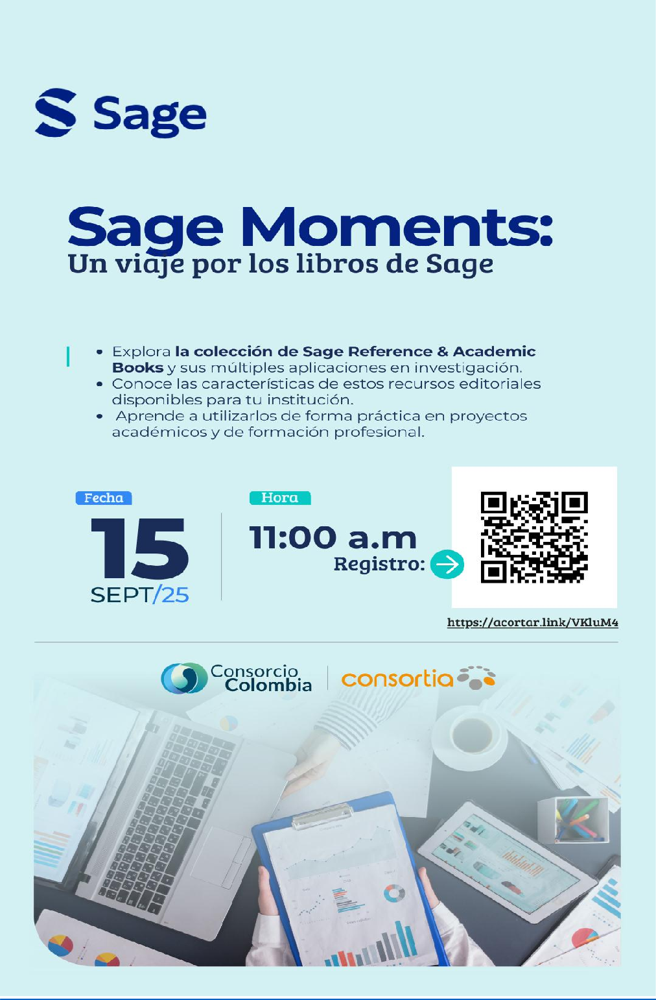 Sage
Sage Moments:
Un viaje por los libros de Sage
• Explora la colección de Sage Reference & Academic
Books y sus múltiples aplicaciones en investigación.
• Conoce las características de estos recursos editoriales
disponibles para tu institución.
• Aprende a utilizarlos de forma práctica en proyectos
académicos y de formación profesional.
Fecha
15
SEPT/25
Hora
11:00 a.m
Registro:
https://acortar.link/VKluM4
Consorcio
Colombia
consortia